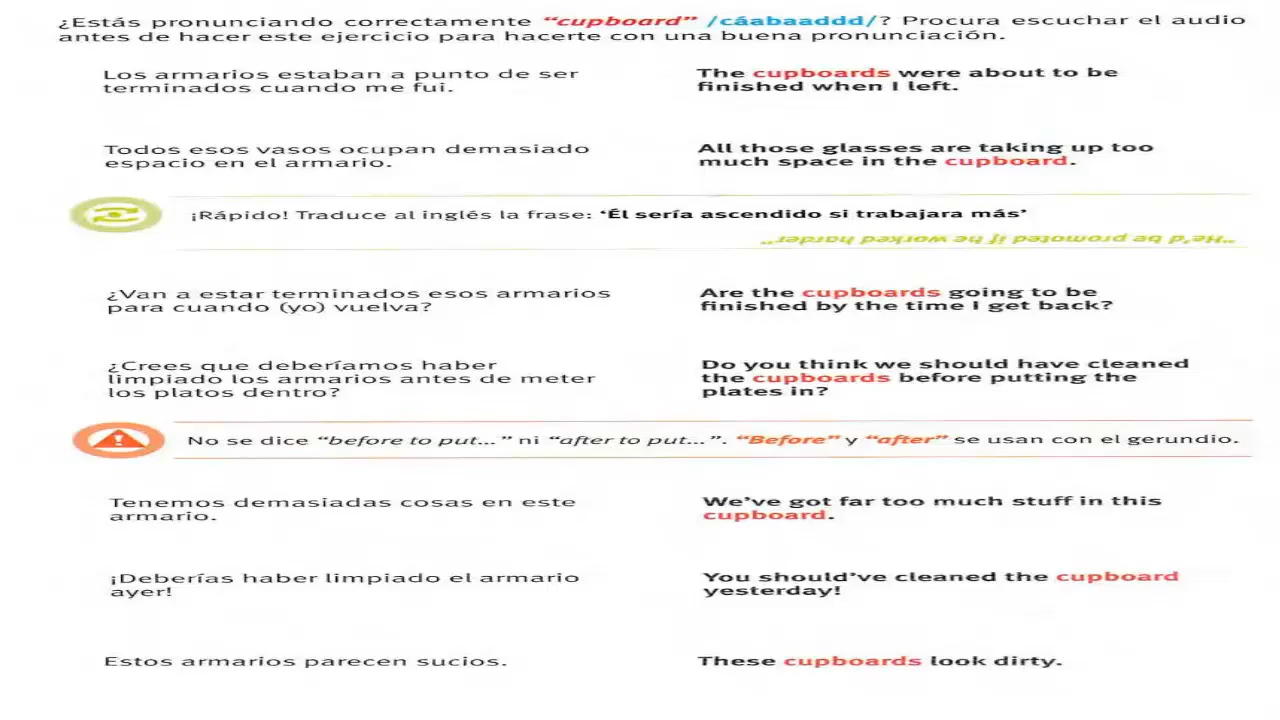 ¿Estás pronunciando correctamente “cupboard” /cáabaaddd/? Procura escuchar el audio
antes de hacer este ejercicio para hacerte con una buena pronunciación.
Los armarios estaban a punto de ser
terminados cuando me fui.
The cupboards were about to be
finished when I left.
Todos esos vasos ocupan demasiado
espacio en el armario.
All those glasses are taking up too
much space in the cupboard.
¡Rápido! Traduce al inglés la frase: ‘Él sería ascendido si trabajara más’
“He’d be promoted if he worked harder”
¿Van a estar terminados esos armarios
para cuando (yo) vuelva?
Are the cupboards going to be
finished by the time I get back?
¿Crees que deberíamos haber
limpiado los armarios antes de meter
los platos dentro?
Do you think we should have cleaned
the cupboards before putting the
plates in?
No se dice “before to put...” ni “after to put...”. “Before” y “after” se usan con el gerundio.
Tenemos demasiadas cosas en este
armario.
We’ve got far too much stuff in this
cupboard.
¡Deberías haber limpiado el armario
ayer!
You should’ve cleaned the cupboard
yesterday!
Estos armarios parecen sucios.
These cupboards look dirty.